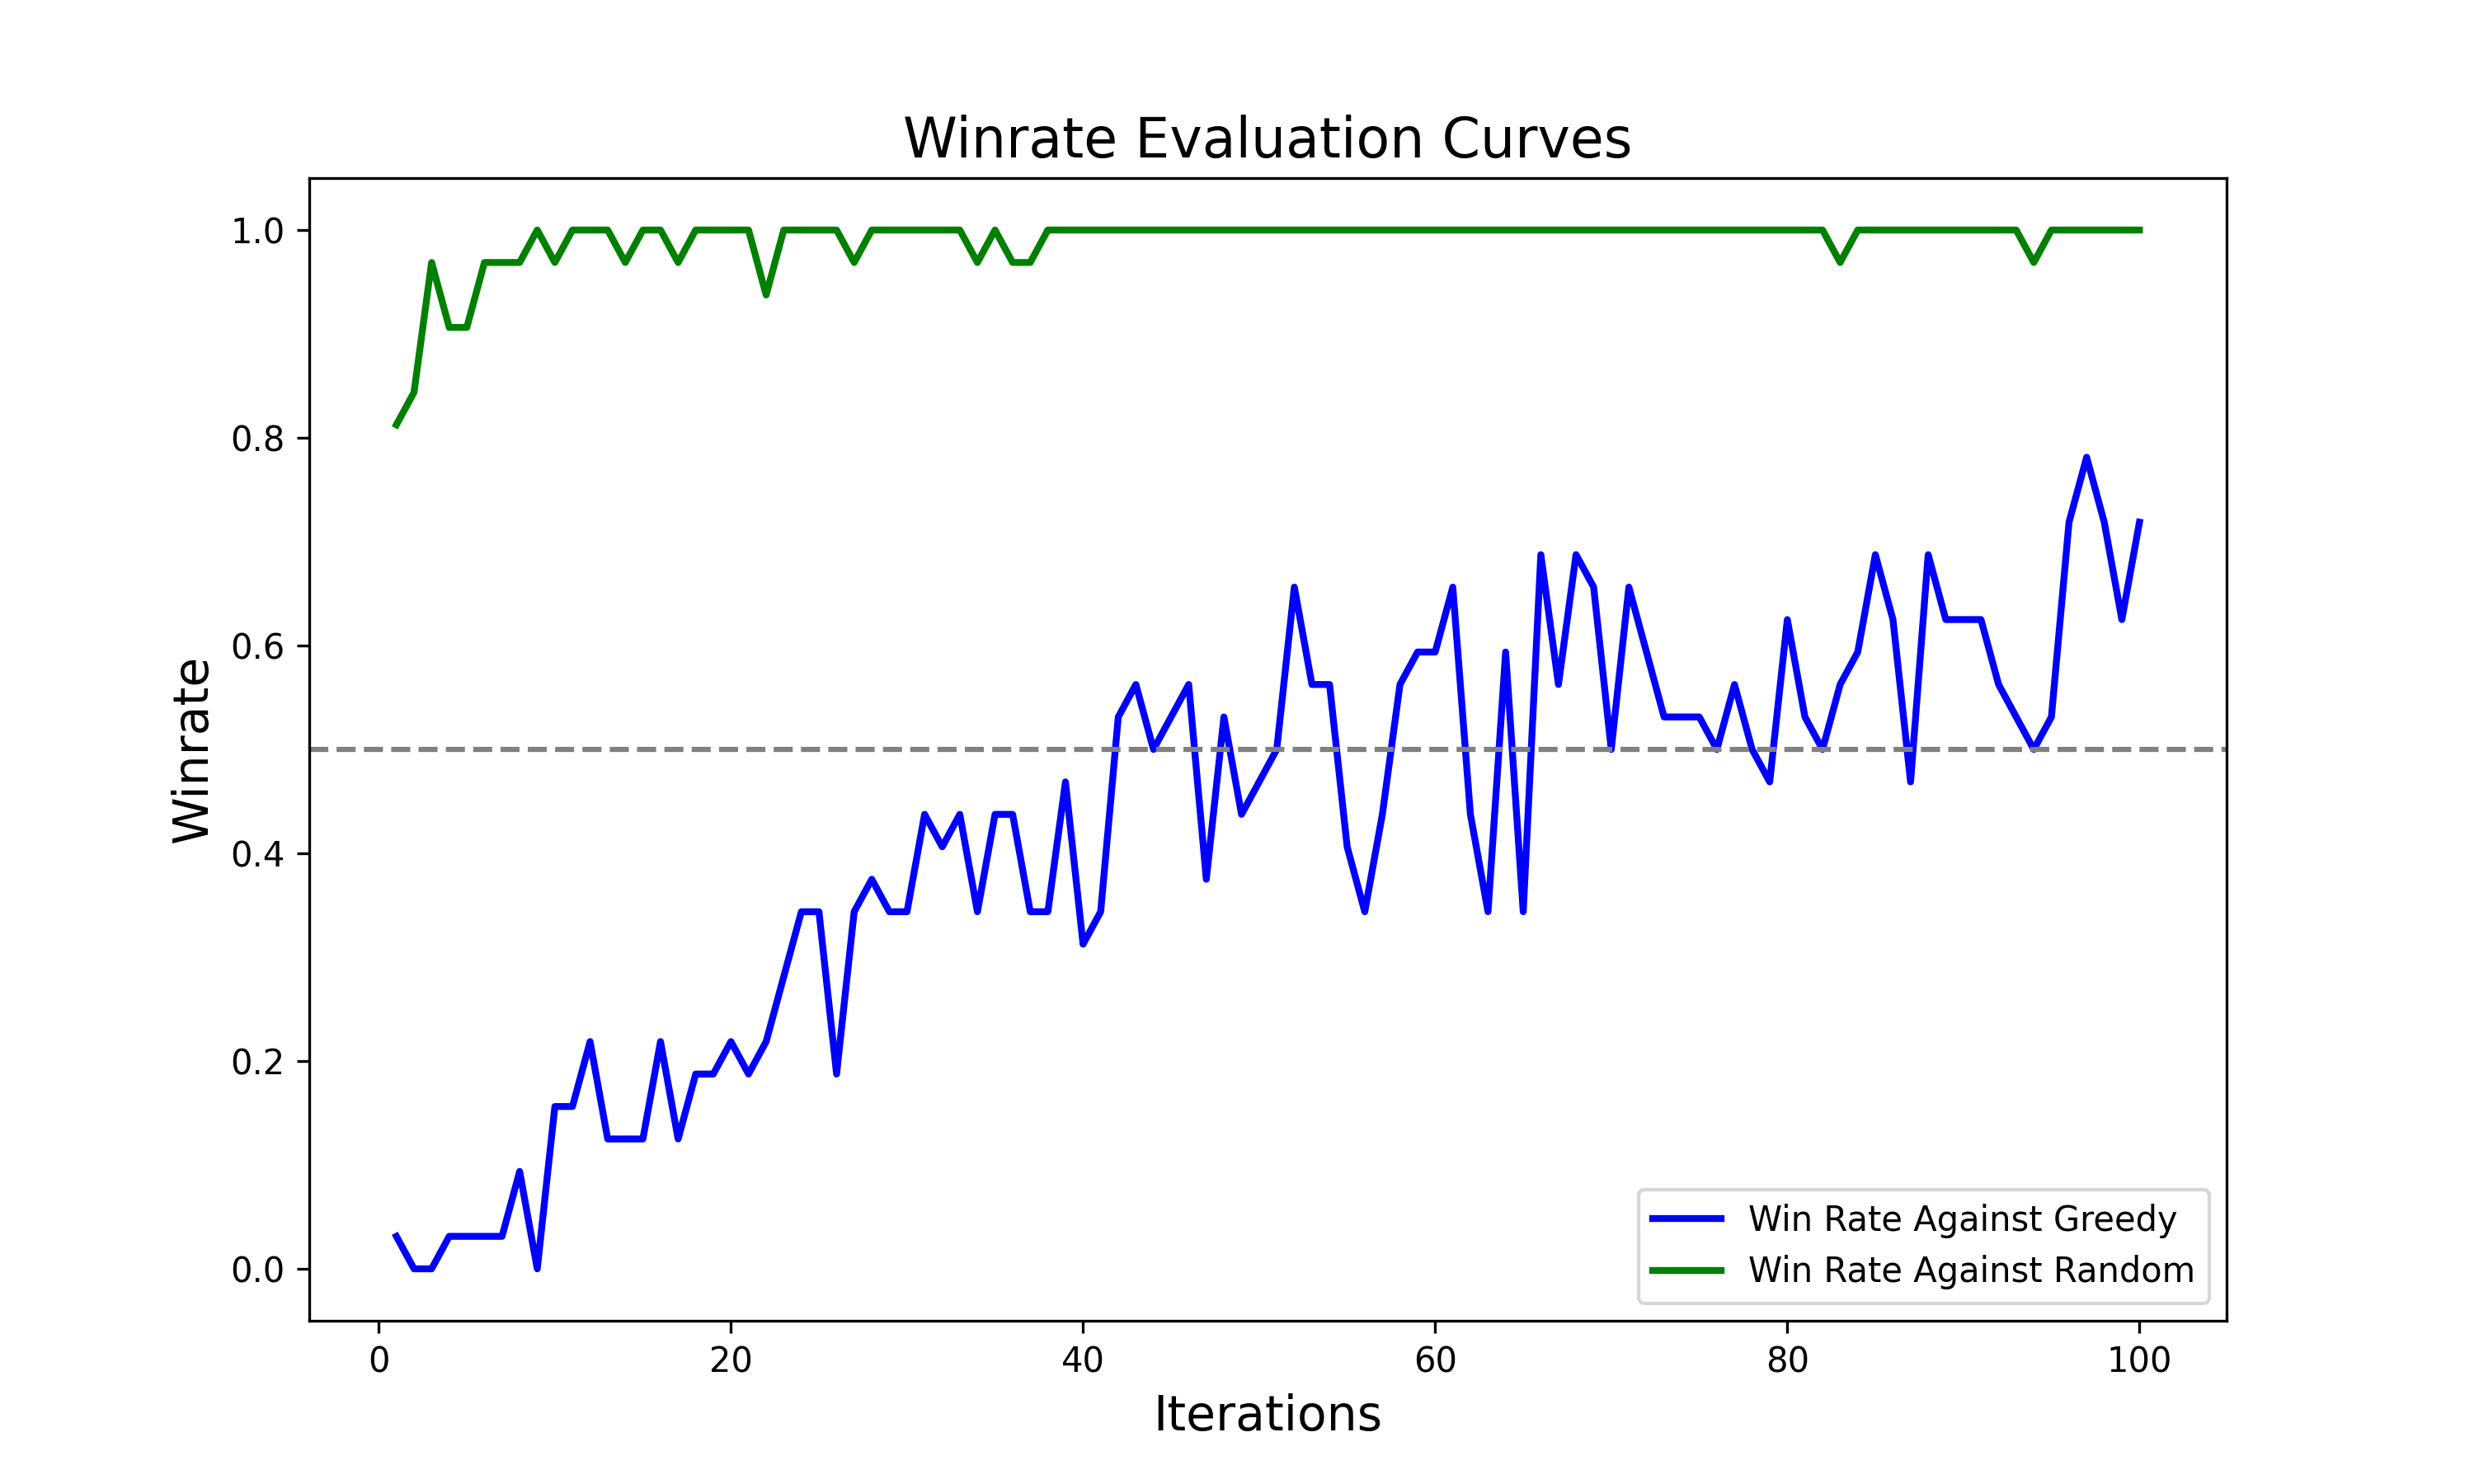 Winrate Evaluation Curves
1.0
0.8
0.6
0.4
0.2
0.0
Winrate
0 20 40 60 80 100
Iterations
Win Rate Against Greedy
Win Rate Against Random